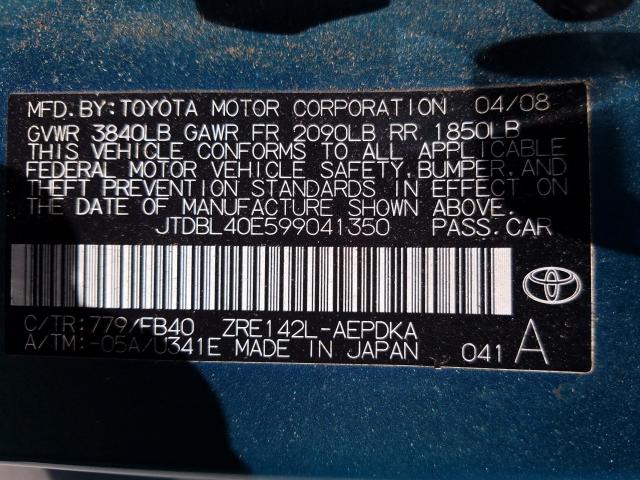 MFD.BY:TOYOTA MOTOR CORPORATION 04/08
GVWR 3840LB GAWR FR 2090LB RR 1850LB
THIS VEHICLE CONFORMS TO ALL APPLICABLE
FEDERAL MOTOR VEHICLE SAFETY,BUMPER,AND
THEFT PREVENTION STANDARDS IN EFFECT ON
THE DATE OF MANUFACTURE SHOWN ABOVE.
JTDBL40E599041350 PASS.CAR
C/TR:779/FB40 ZRE142L-AEPDKA
A/TM:-05A/U341E MADE IN JAPAN 041 A